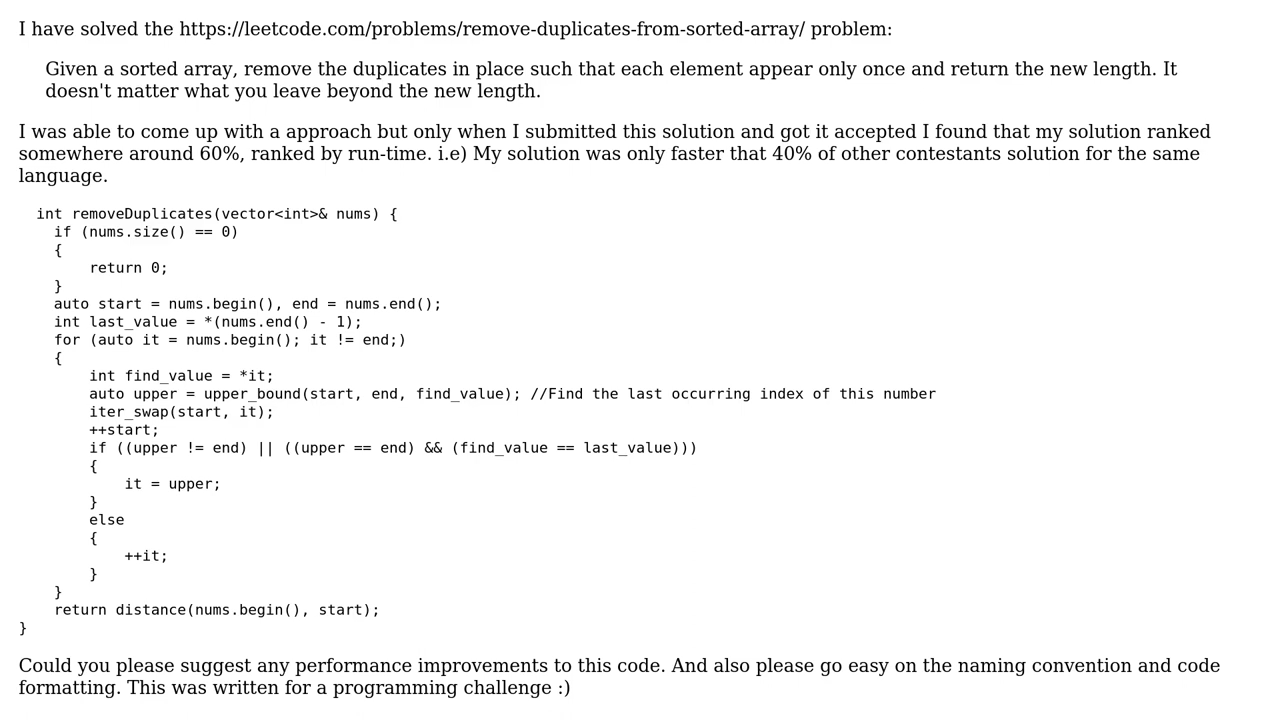 I have solved the https://leetcode.com/problems/remove-duplicates-from-sorted-array/ problem:
Given a sorted array, remove the duplicates in place such that each element appear only once and return the new length. It
doesn't matter what you leave beyond the new length.
I was able to come up with a approach but only when I submitted this solution and got it accepted I found that my solution ranked
somewhere around 60%, ranked by run-time. i.e) My solution was only faster that 40% of other contestants solution for the same
language.
  int removeDuplicates(vector<int>& nums) {
    if (nums.size() == 0)
    {
        return 0;
    }
    auto start = nums.begin(), end = nums.end();
    int last_value = *(nums.end() - 1);
    for (auto it = nums.begin(); it != end;)
    {
        int find_value = *it;
        auto upper = upper_bound(start, end, find_value); //Find the last occurring index of this number
        iter_swap(start, it);
        ++start;
        if ((upper != end) || ((upper == end) && (find_value == last_value)))
        {
            it = upper;
        }
        else
        {
            ++it;
        }
    }
    return distance(nums.begin(), start);
}
Could you please suggest any performance improvements to this code. And also please go easy on the naming convention and code
formatting. This was written for a programming challenge :)